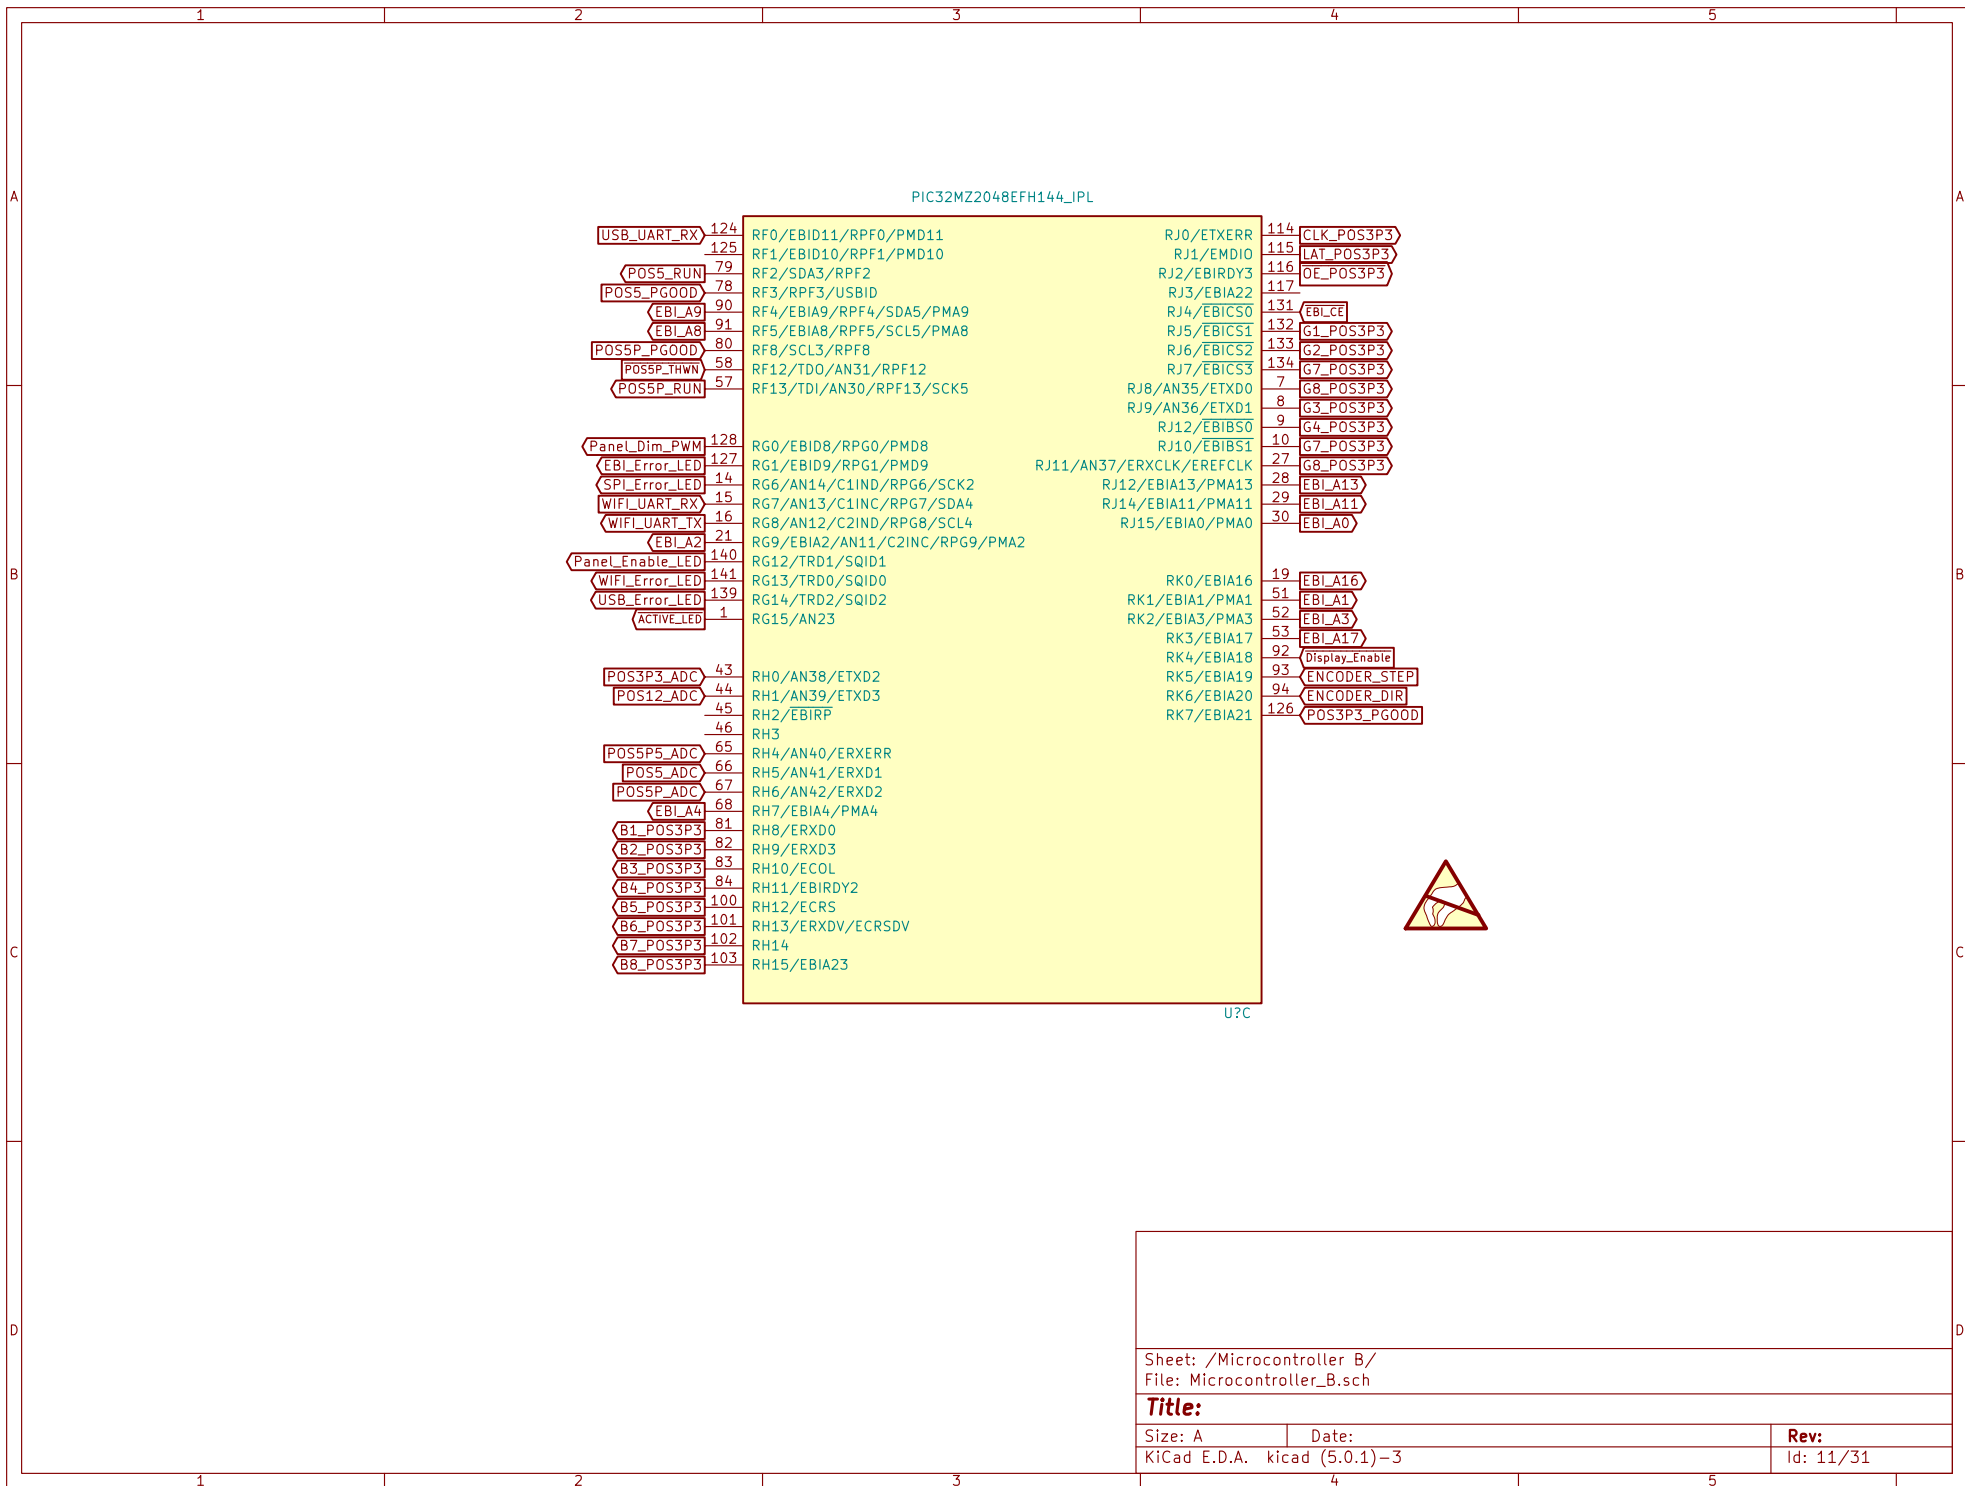 1 2 3 4 5
A A
PIC32MZ2048EFH144_IPL
USB_UART_RX 124 RF0/EBID11/RPF0/PMD11 RJ0/ETXERR 114 CLK_POS3P3
125 RF1/EBID10/RPF1/PMD10 RJ1/EMDIO 115 LAT_POS3P3
POS5_RUN 79 RF2/SDA3/RPF2 RJ2/EBIRDY3 116 OE_POS3P3
POS5_PGOOD 78 RF3/RPF3/USBID RJ3/EBIA22 117
EBI_A9 90 RF4/EBIA9/RPF4/SDA5/PMA9 RJ4/EBICS0 131 EBI_CE
EBI_A8 91 RF5/EBIA8/RPF5/SCL5/PMA8 RJ5/EBICS1 132 G1_POS3P3
POS5P_PGOOD 80 RF8/SCL3/RPF8 RJ6/EBICS2 133 G2_POS3P3
POS5P_THWN 58 RF12/TDO/AN31/RPF12 RJ7/EBICS3 134 G7_POS3P3
POS5P_RUN 57 RF13/TDI/AN30/RPF13/SCK5 RJ8/AN35/ETXD0 7 G8_POS3P3
RJ9/AN36/ETXD1 8 G3_POS3P3
RJ12/EBIBS0 9 G4_POS3P3
Panel_Dim_PWM 128 RG0/EBID8/RPG0/PMD8 RJ10/EBIBS1 10 G7_POS3P3
EBI_Error_LED 127 RG1/EBID9/RPG1/PMD9 RJ11/AN37/ERXCLK/EREFCLK 27 G8_POS3P3
SPI_Error_LED 14 RG6/AN14/C1IND/RPG6/SCK2 RJ12/EBIA13/PMA13 28 EBI_A13
WIFI_UART_RX 15 RG7/AN13/C1INC/RPG7/SDA4 RJ14/EBIA11/PMA11 29 EBI_A11
WIFI_UART_TX 16 RG8/AN12/C2IND/RPG8/SCL4 RJ15/EBIA0/PMA0 30 EBI_A0
EBI_A2 21 RG9/EBIA2/AN11/C2INC/RPG9/PMA2
Panel_Enable_LED 140 RG12/TRD1/SQID1
B B
WIFI_Error_LED 141 RG13/TRD0/SQID0 RK0/EBIA16 19 EBI_A16
USB_Error_LED 139 RG14/TRD2/SQID2 RK1/EBIA1/PMA1 51 EBI_A1
ACTIVE_LED 1 RG15/AN23 RK2/EBIA3/PMA3 52 EBI_A3
RK3/EBIA17 53 EBI_A17
RK4/EBIA18 92 Display_Enable
POS3P3_ADC 43 RH0/AN38/ETXD2 RK5/EBIA19 93 ENCODER_STEP
POS12_ADC 44 RH1/AN39/ETXD3 RK6/EBIA20 94 ENCODER_DIR
45 RH2/EBIRP RK7/EBIA21 126 POS3P3_PGOOD
46 RH3
POS5P5_ADC 65 RH4/AN40/ERXERR
POS5_ADC 66 RH5/AN41/ERXD1
POS5P_ADC 67 RH6/AN42/ERXD2
EBI_A4 68 RH7/EBIA4/PMA4
B1_POS3P3 81 RH8/ERXD0
B2_POS3P3 82 RH9/ERXD3
B3_POS3P3 83 RH10/ECOL
B4_POS3P3 84 RH11/EBIRDY2
B5_POS3P3 100 RH12/ECRS
B6_POS3P3 101 RH13/ERXDV/ECRSDV
B7_POS3P3 102 RH14
C C
B8_POS3P3 103 RH15/EBIA23
U?C
D D
Sheet: /Microcontroller B/
File: Microcontroller_B.sch
Title:
Size: A Date: Rev:
KiCad E.D.A. kicad (5.0.1)-3 Id: 11/31
1 2 3 4 5